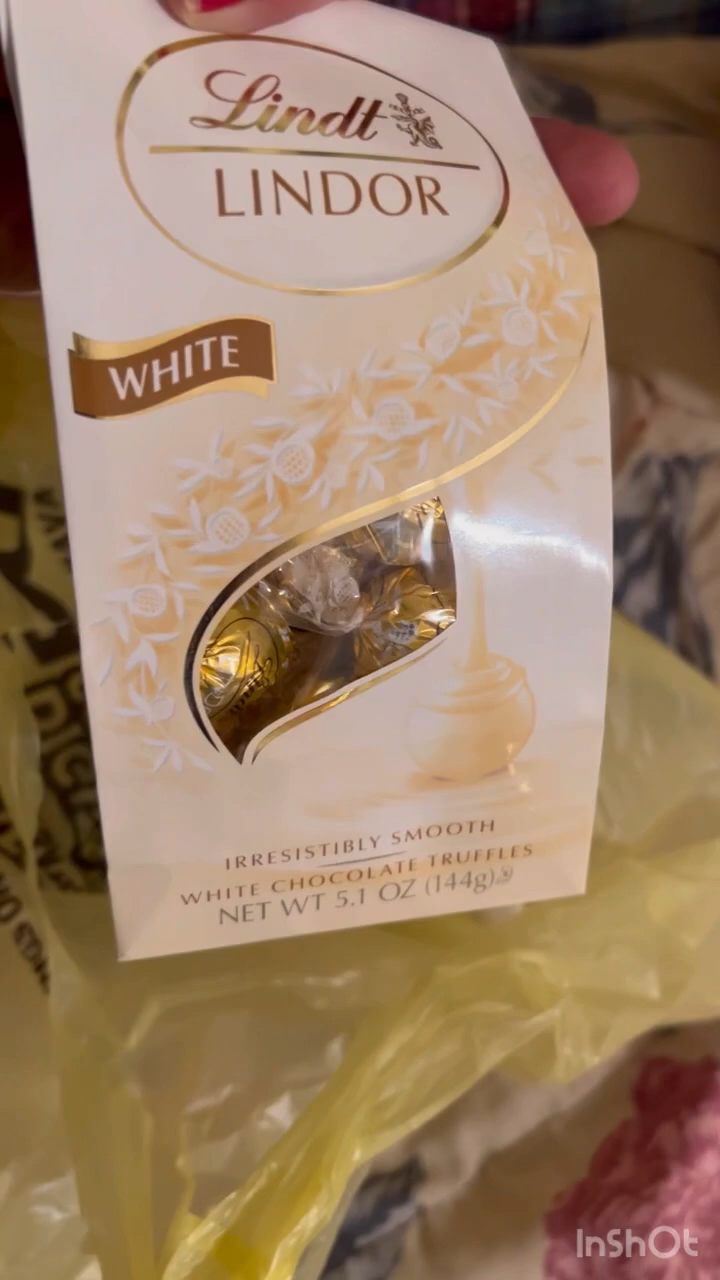 Lindt
LINDOR
WHITE
IRRESISTIBLY SMOOTH
WHITE CHOCOLATE TRUFFLES
NET WT 5.1 OZ (144g)
InShOt